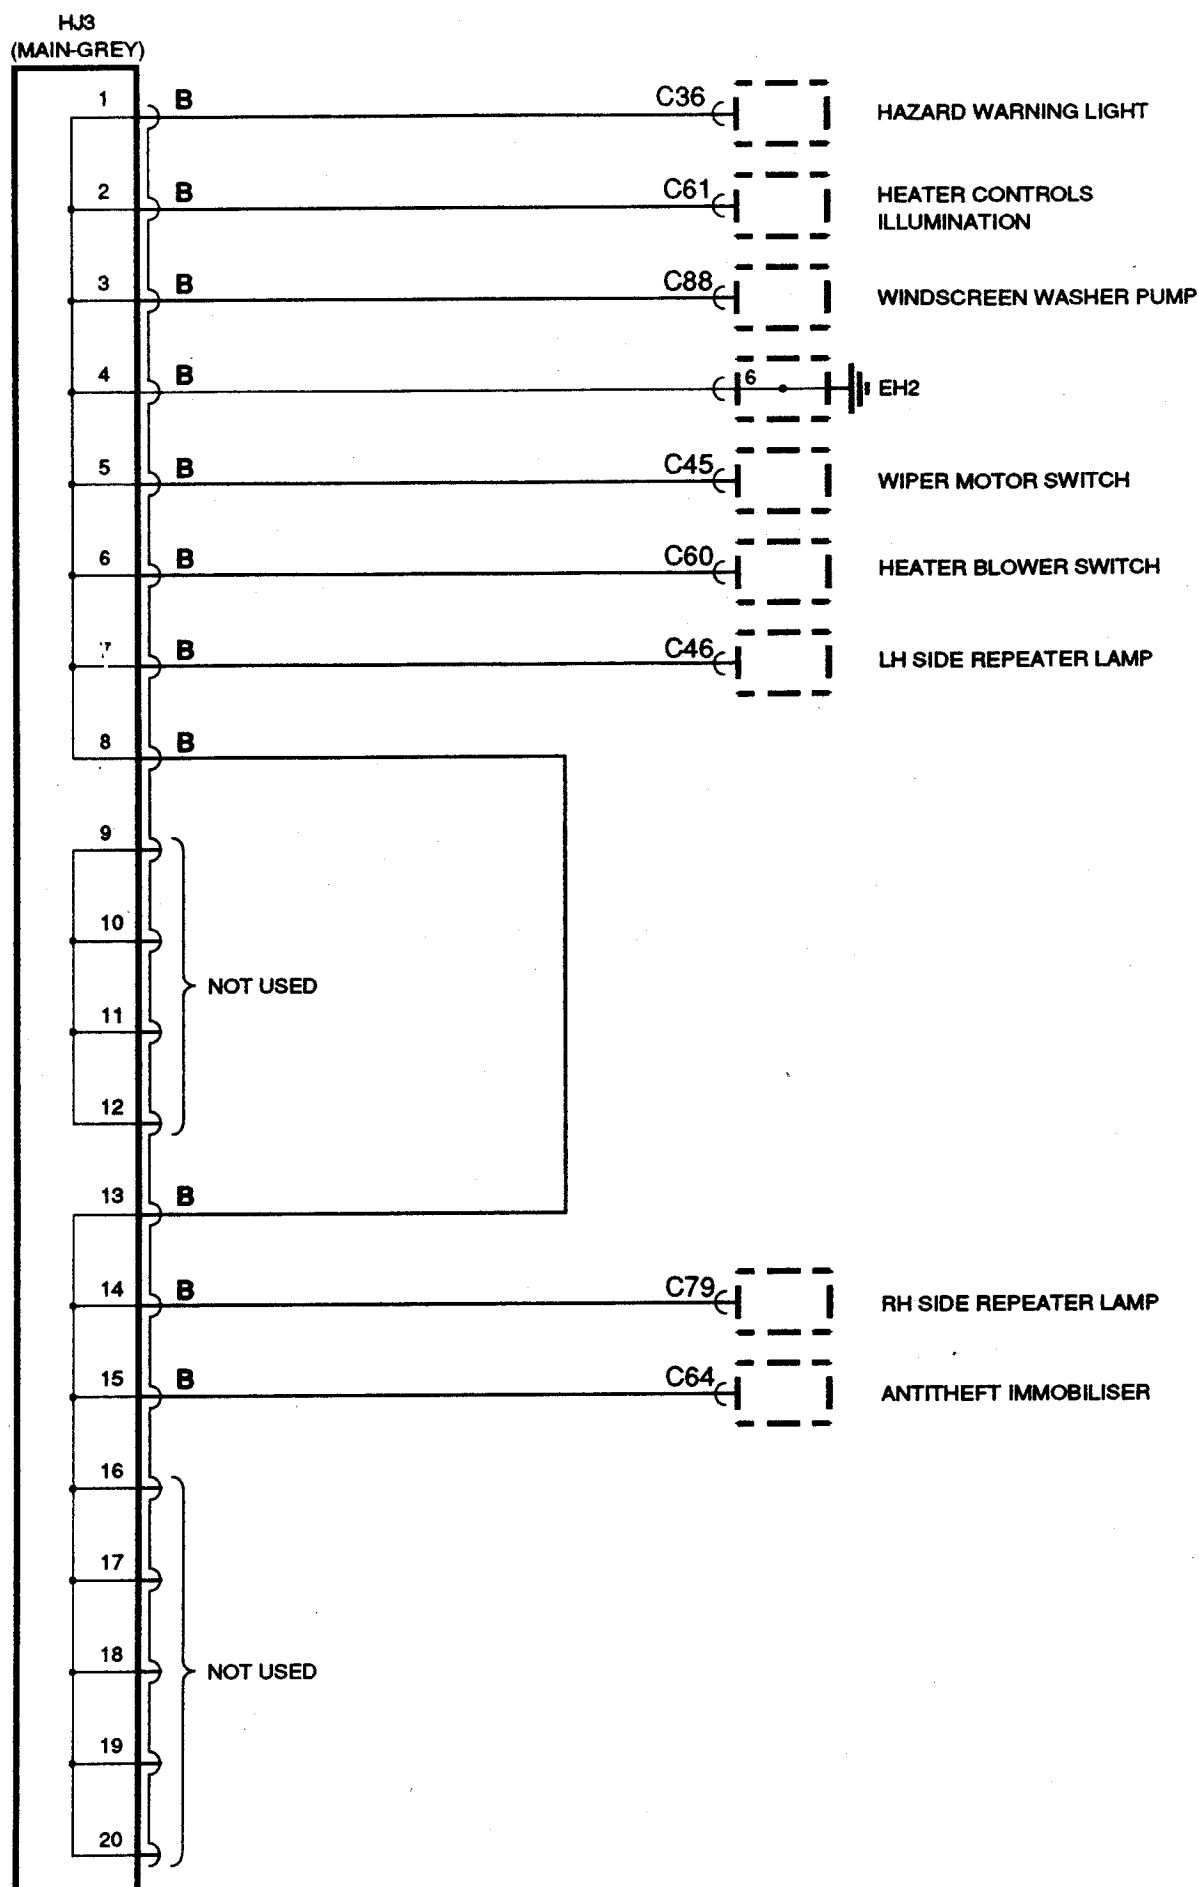 HJ3
(MAIN-GREY)
1 B C36 HAZARD WARNING LIGHT
2 B C61 HEATER CONTROLS
ILLUMINATION
3 B C88 WINDSCREEN WASHER PUMP
4 B 6 EH2
5 B C45 WIPER MOTOR SWITCH
6 B C60 HEATER BLOWER SWITCH
7 B C46 LH SIDE REPEATER LAMP
8 B
9
10
NOT USED
11
12
13 B
14 B C79 RH SIDE REPEATER LAMP
15 B C64 ANTITHEFT IMMOBILISER
16
17
18 NOT USED
19
20